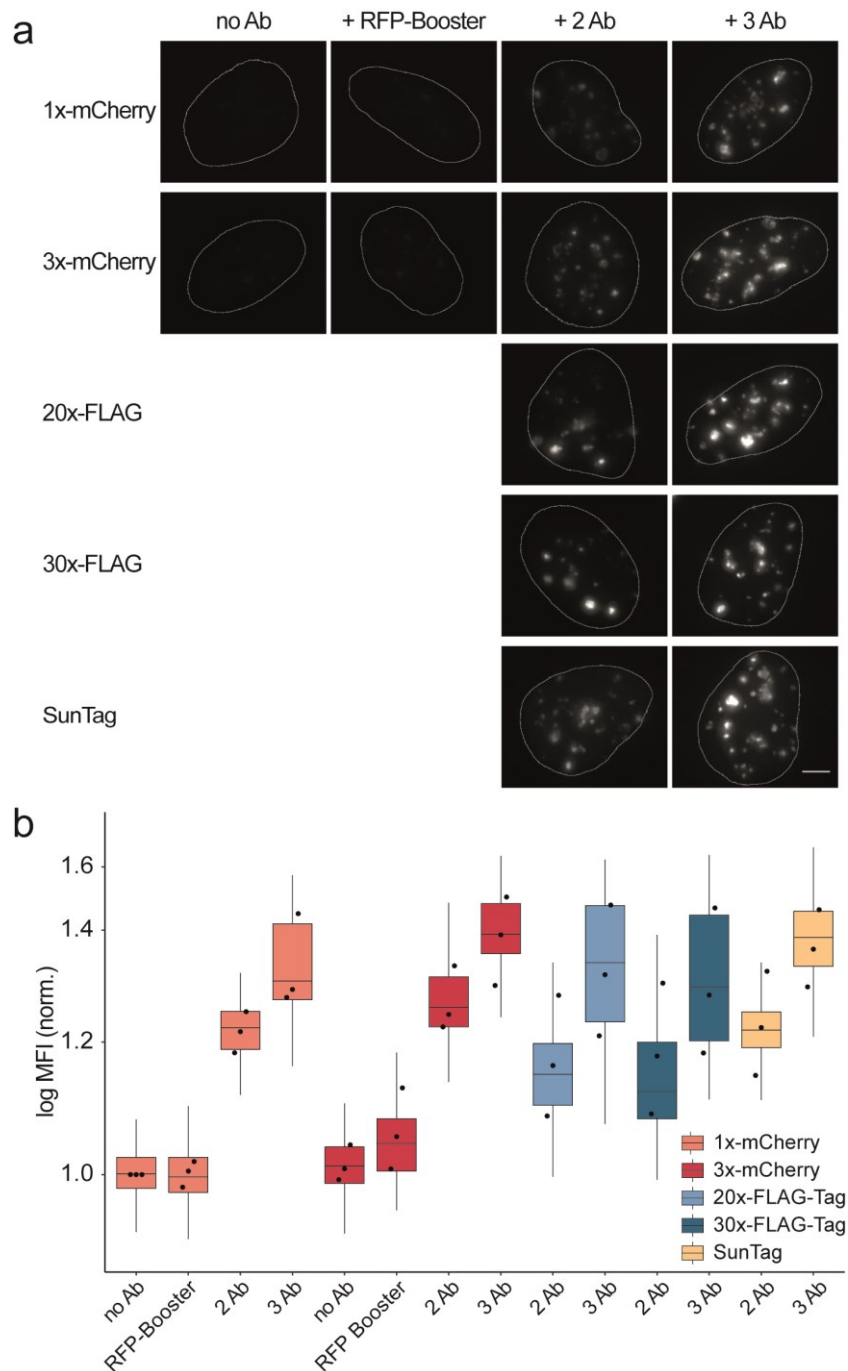 a
no Ab + RFP-Booster + 2 Ab + 3 Ab
1x-mCherry
3x-mCherry
20x-FLAG
30x-FLAG
SunTag
b
log MFI (norm.)
1.6
1.4
1.2
1.0
1x-mCherry
3x-mCherry
20x-FLAG-Tag
30x-FLAG-Tag
SunTag
no Ab RFP-Booster 2 Ab 3 Ab no Ab RFP Booster 2 Ab 3 Ab 2 Ab 3 Ab 2 Ab 3 Ab 2 Ab 3 Ab